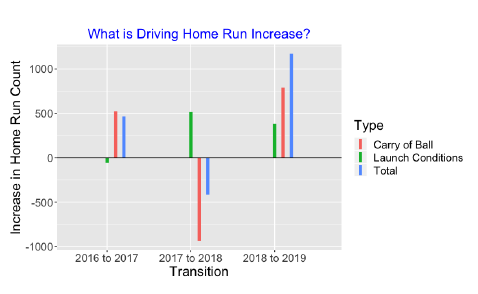 What is Driving Home Run Increase?
Increase in Home Run Count
1000
500
0
-500
-1000
2016 to 2017 2017 to 2018 2018 to 2019
Transition
Type
Carry of Ball
Launch Conditions
Total